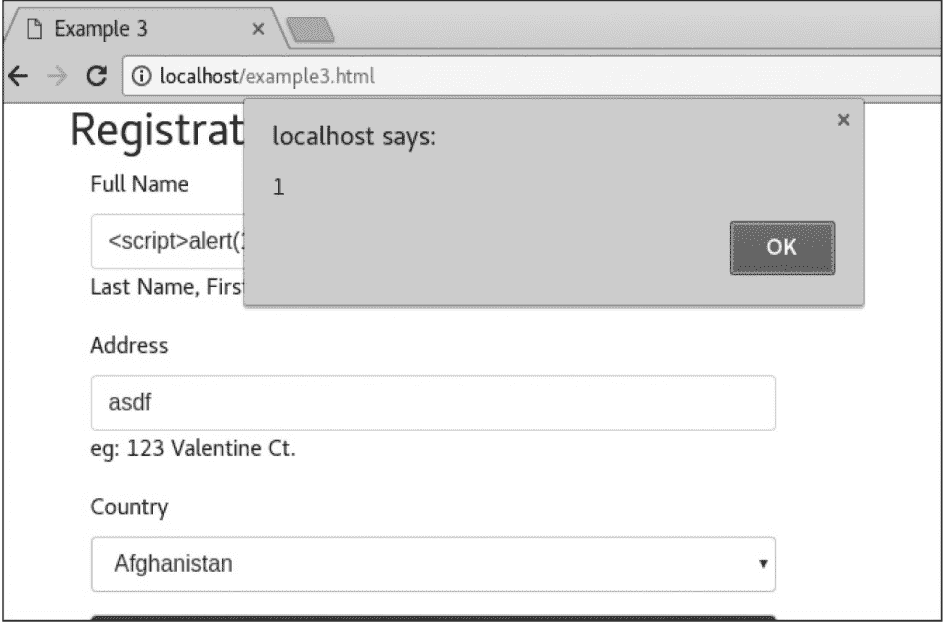 Example 3
localhost/example3.html
Registrat
localhost says:
1
OK
Full Name
<script>alert(
Last Name, Firs
Address
asdf
eg: 123 Valentine Ct.
Country
Afghanistan